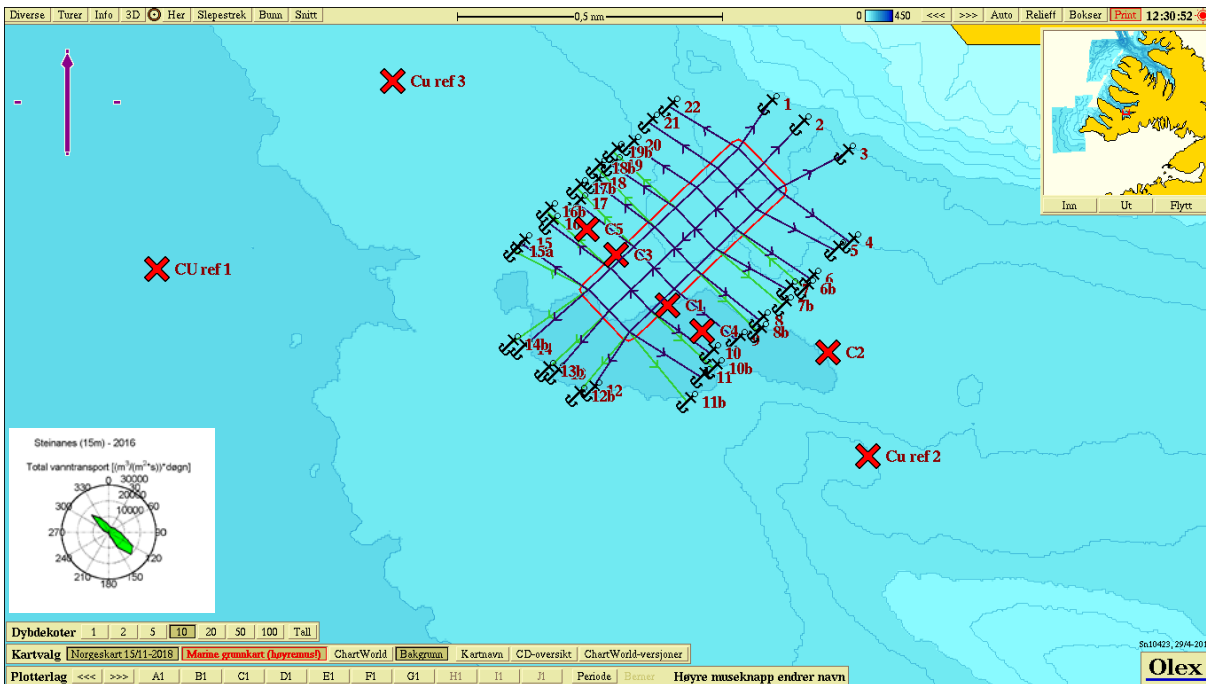 Diverse Turer Info 3D Her Slepestrek Bunn Snitt 0,5 nm 0 450 <<< >>> Auto Relieff Bokser Print 12:30:52
Inn Ut Flytt
Cu ref 3
22 1
21 2
20 3
19b
19
18b
18
17b
17
16b
16
15
15a
C5
C3
4
5
CU ref 1
6
6b
7
7b
C1
8
8b
C4
9
10
C2
10b
14b
14
13b
11
12
12b
11b
Cu ref 2
Steinanes (15m) - 2016
Total vanntransport [(m³/(m²*s))*døgn]
0 30000
330 30
20000
300 60
10000
270 90
240 120
210 150
180
Dybdekoter 1 2 5 10 20 50 100 Tall
Kartvalg Norgeskart 15/11-2018 Marine grunnkart (høyremus!) ChartWorld Bakgrunn Kartnavn CD-oversikt ChartWorld-versjoner
Plotterlag <<< >>> A1 B1 C1 D1 E1 F1 G1 H1 I1 J1 Periode Høyre museknapp endrer navn
Olex